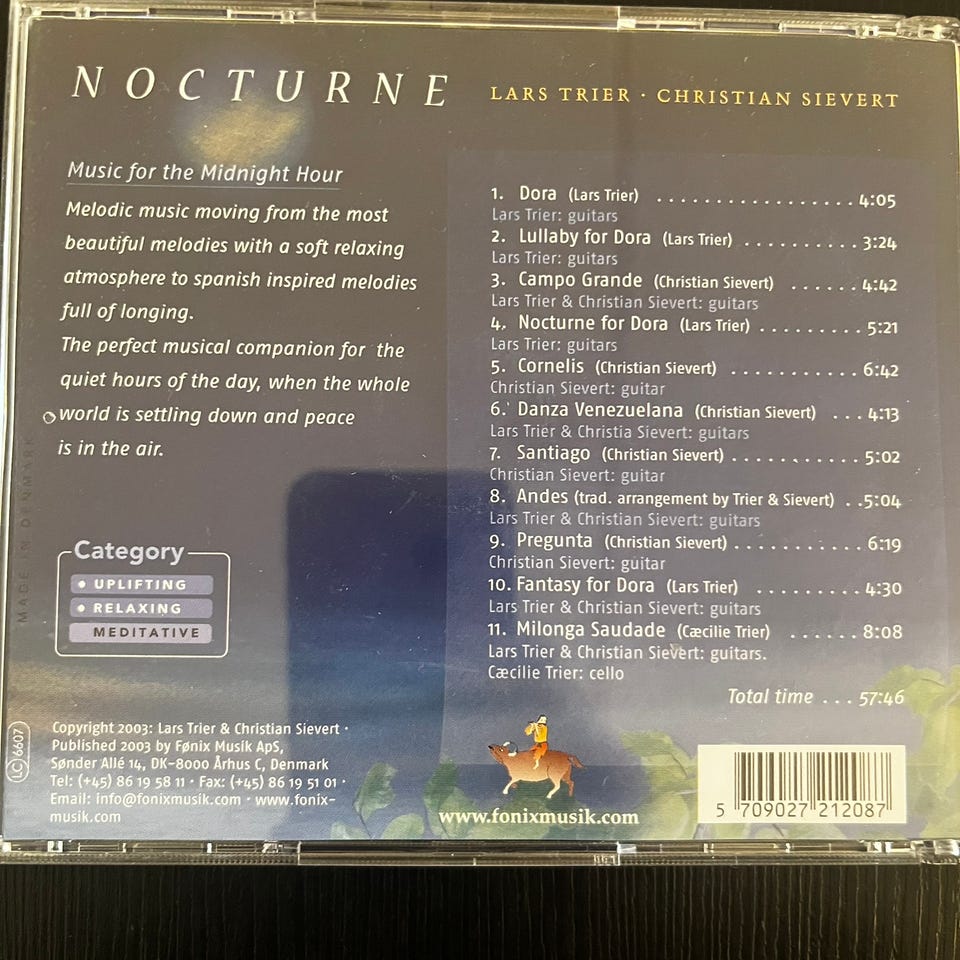 NOCTURNE
LARS TRIER · CHRISTIAN SIEVERT
Music for the Midnight Hour
Melodic music moving from the most
beautiful melodies with a soft relaxing
atmosphere to spanish inspired melodies
full of longing.
The perfect musical companion for the
quiet hours of the day, when the whole
world is settling down and peace
is in the air.
MADE IN DENMARK
Category
• UPLIFTING
• RELAXING
MEDITATIVE
1. Dora (Lars Trier) .................. 4:05
Lars Trier: guitars
2. Lullaby for Dora (Lars Trier) .......... 3:24
Lars Trier: guitars
3. Campo Grande (Christian Sievert) ...... 4:42
Lars Trier & Christian Sievert: guitars
4. Nocturne for Dora (Lars Trier) ......... 5:21
Lars Trier: guitars
5. Cornelis (Christian Sievert) ........... 6:42
Christian Sievert: guitar
6. Danza Venezuelana (Christian Sievert) ... 4:13
Lars Trier & Christia Sievert: guitars
7. Santiago (Christian Sievert) ........... 5:02
Christian Sievert: guitar
8. Andes (trad. arrangement by Trier & Sievert) ..5:04
Lars Trier & Christian Sievert: guitars
9. Pregunta (Christian Sievert) ........... 6:19
Christian Sievert: guitar
10. Fantasy for Dora (Lars Trier) ......... 4:30
Lars Trier & Christian Sievert: guitars
11. Milonga Saudade (Cæcilie Trier) ...... 8:08
Lars Trier & Christian Sievert: guitars.
Cæcilie Trier: cello
Total time ... 57:46
LC 6607
Copyright 2003: Lars Trier & Christian Sievert ·
Published 2003 by Fønix Musik ApS,
Sønder Allé 14, DK-8000 Århus C, Denmark
Tel: (+45) 86 19 58 11 · Fax: (+45) 86 19 51 01 ·
Email: info@fonixmusik.com · www.fonix-
musik.com
www.fonixmusik.com
5 709027 212087